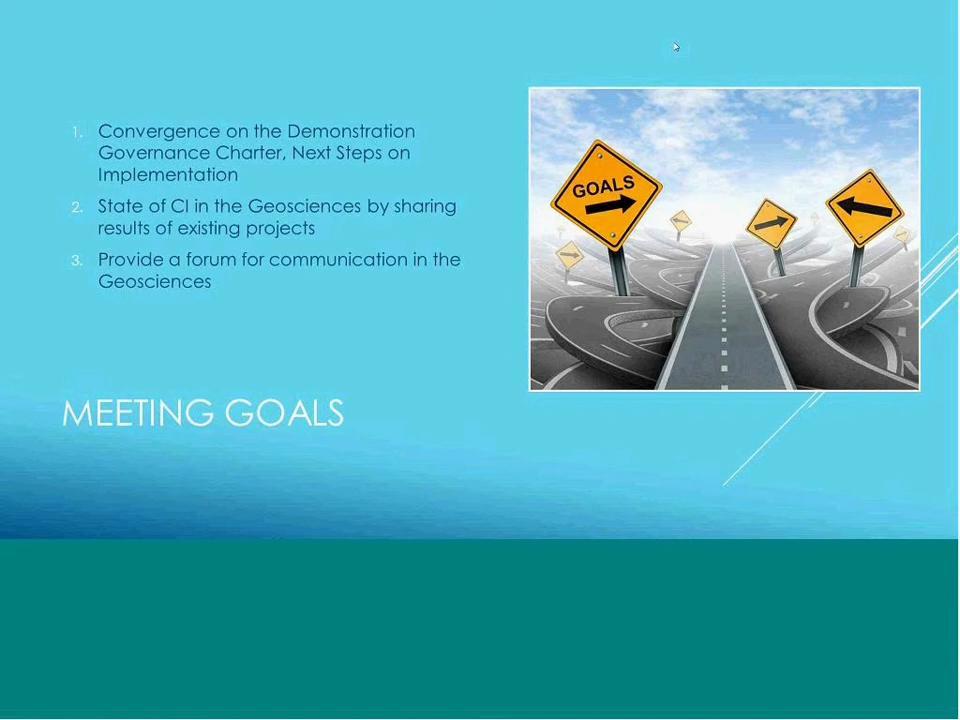 1. Convergence on the Demonstration
Governance Charter, Next Steps on
Implementation
2. State of CI in the Geosciences by sharing
results of existing projects
3. Provide a forum for communication in the
Geosciences
GOALS
MEETING GOALS